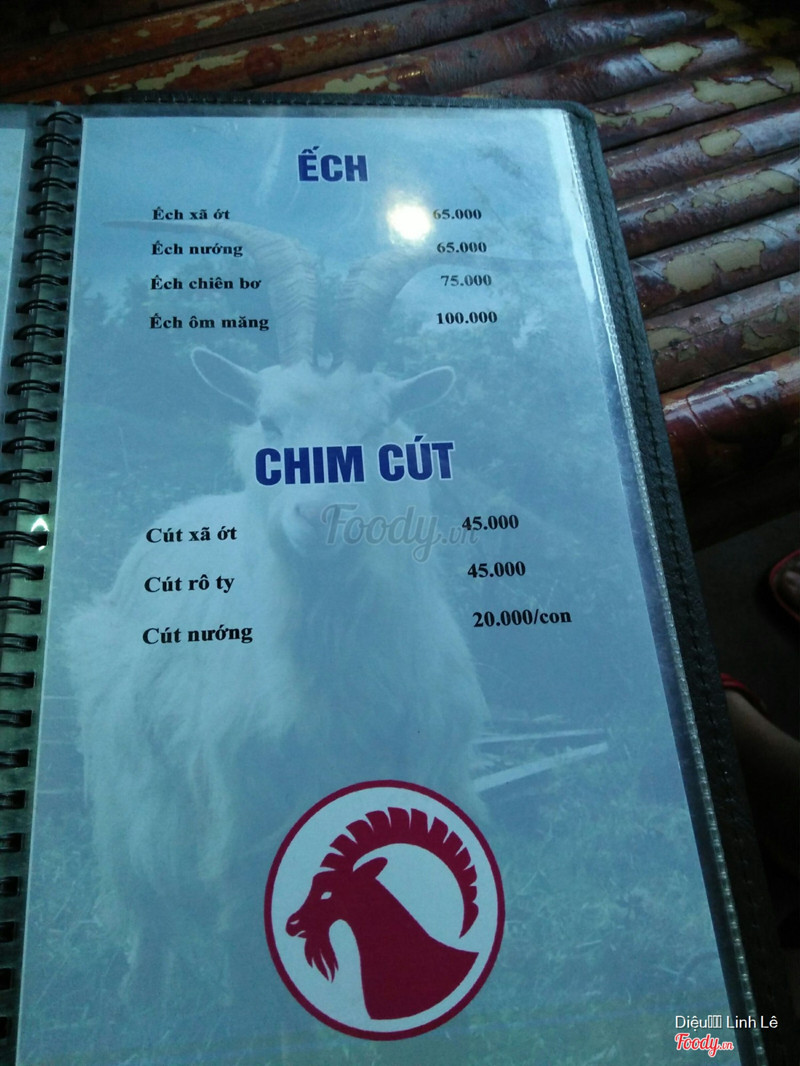 ẾCH
Ếch xã ớt 65.000
Ếch nướng 65.000
Ếch chiên bơ 75.000
Ếch ôm măng 100.000
CHIM CÚT
Foody.vn
Cút xã ớt 45.000
Cút rô ty 45.000
Cút nướng 20.000/con
Diệu Linh Lê
Foody.vn